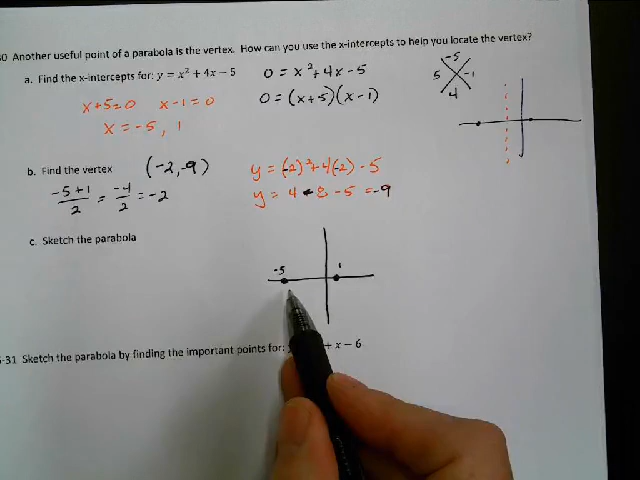 0 Another useful point of a parabola is the vertex. How can you use the x-intercepts to help you locate the vertex?
a. Find the x-intercepts for: y = x² + 4x − 5
0 = x² + 4x − 5
x+5=0 x−1=0
0 = (x+5)(x−1)
x = −5, 1
−5
5 −1
4
b. Find the vertex (−2,−9)
y = (−2)² + 4(−2) − 5
−5+1/2 = −4/2 = −2
y = 4 − 8 − 5 = −9
c. Sketch the parabola
−5 1
-31 Sketch the parabola by finding the important points for: + x − 6